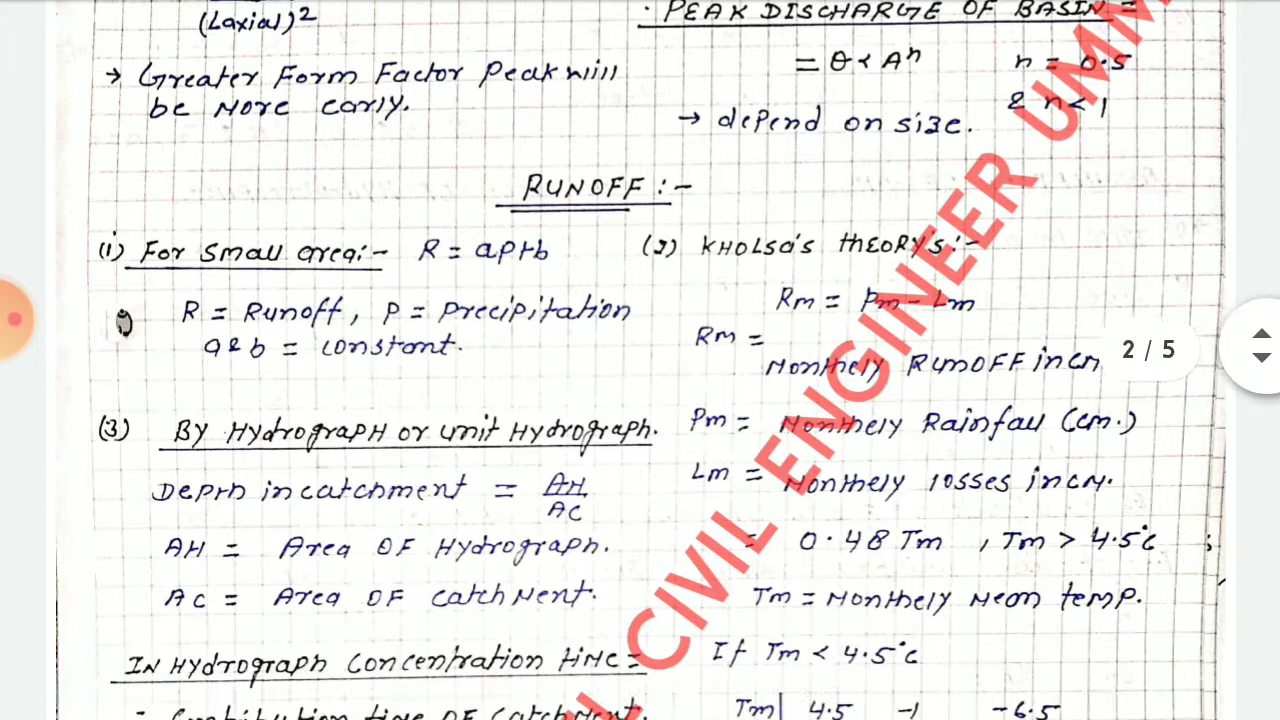 (Laxial)²
→ Greater Form Factor Peak will
be More early.
· PEAK DISCHARGE OF BASIN =
= Q ∝ Aⁿ n = 0.5
& n < 1
→ depend on size.
RUNOFF :-
(1) For Small area:- R = aP+b
R = Runoff, P = Precipitation
a & b = constant.
(2) KHOLSA'S thEORY'S :-
Rm = Pm - Lm
Rm =
Monthely RUNOFF in cm
Pm = Monthely Rainfall (cm.)
Lm = Monthely losses in cm.
= 0.48 Tm , Tm > 4.5°c ;
Tm = Monthely Mean temp.
If Tm < 4.5°c
Tm | 4.5 -1 -6.5
(3) By Hydrograph or unit Hydrograph.
Depth in catchment = AH/AC
AH = Area OF Hydrograph.
AC = Area OF catchment.
IN Hydrograph Concentration time =
OF catchment.
CIVIL ENGINEER UMM
2 / 5